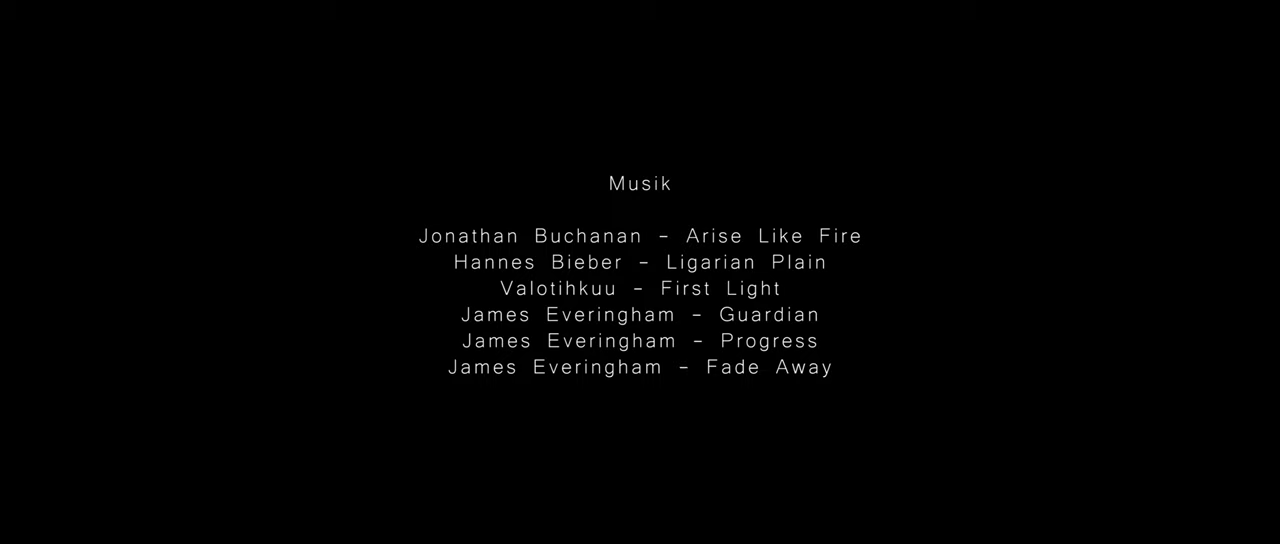 Musik
Jonathan Buchanan - Arise Like Fire
Hannes Bieber - Ligarian Plain
Valotihkuu - First Light
James Everingham - Guardian
James Everingham - Progress
James Everingham - Fade Away